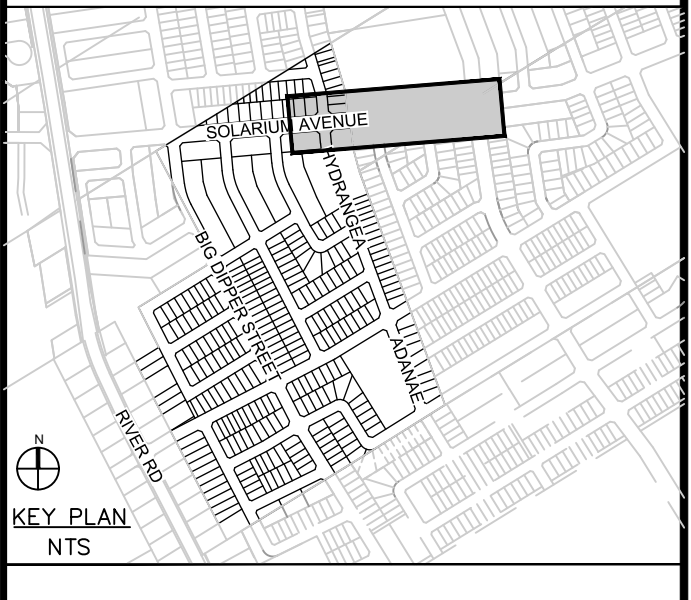 SOLARIUM AVENUE
HYDRANGEA
BIG DIPPER STREET
ADANAE
RIVER RD
N
KEY PLAN
NTS